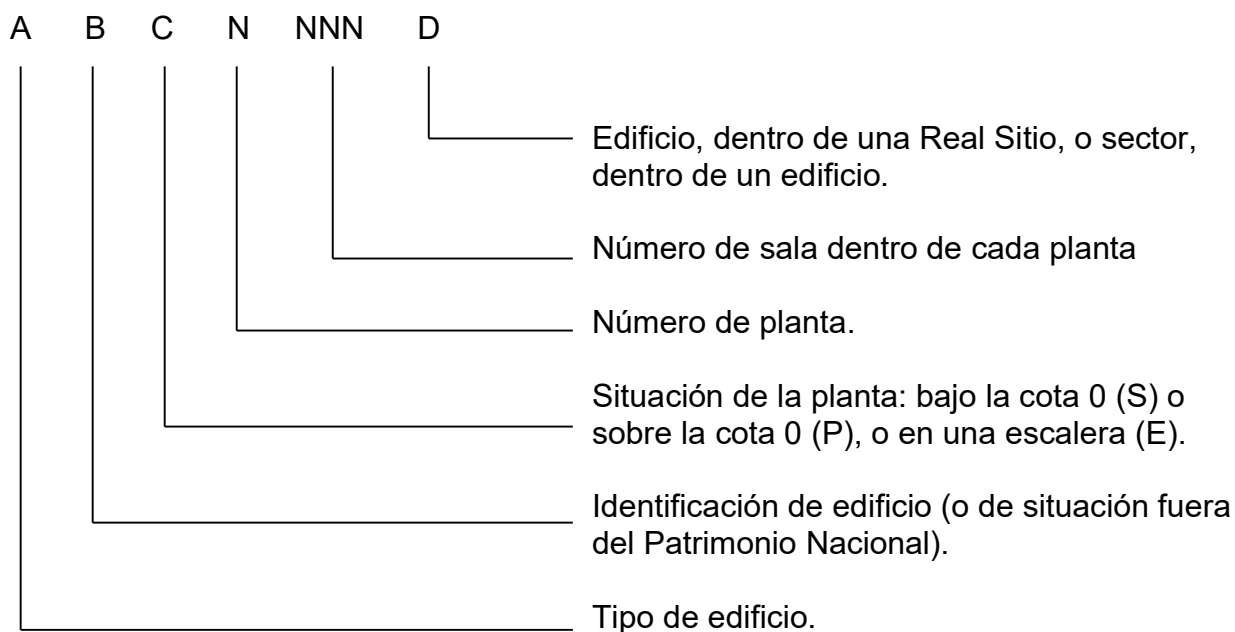 A B C N NNN D
Edificio, dentro de una Real Sitio, o sector,
dentro de un edificio.
Número de sala dentro de cada planta
Número de planta.
Situación de la planta: bajo la cota 0 (S) o
sobre la cota 0 (P), o en una escalera (E).
Identificación de edificio (o de situación fuera
del Patrimonio Nacional).
Tipo de edificio.